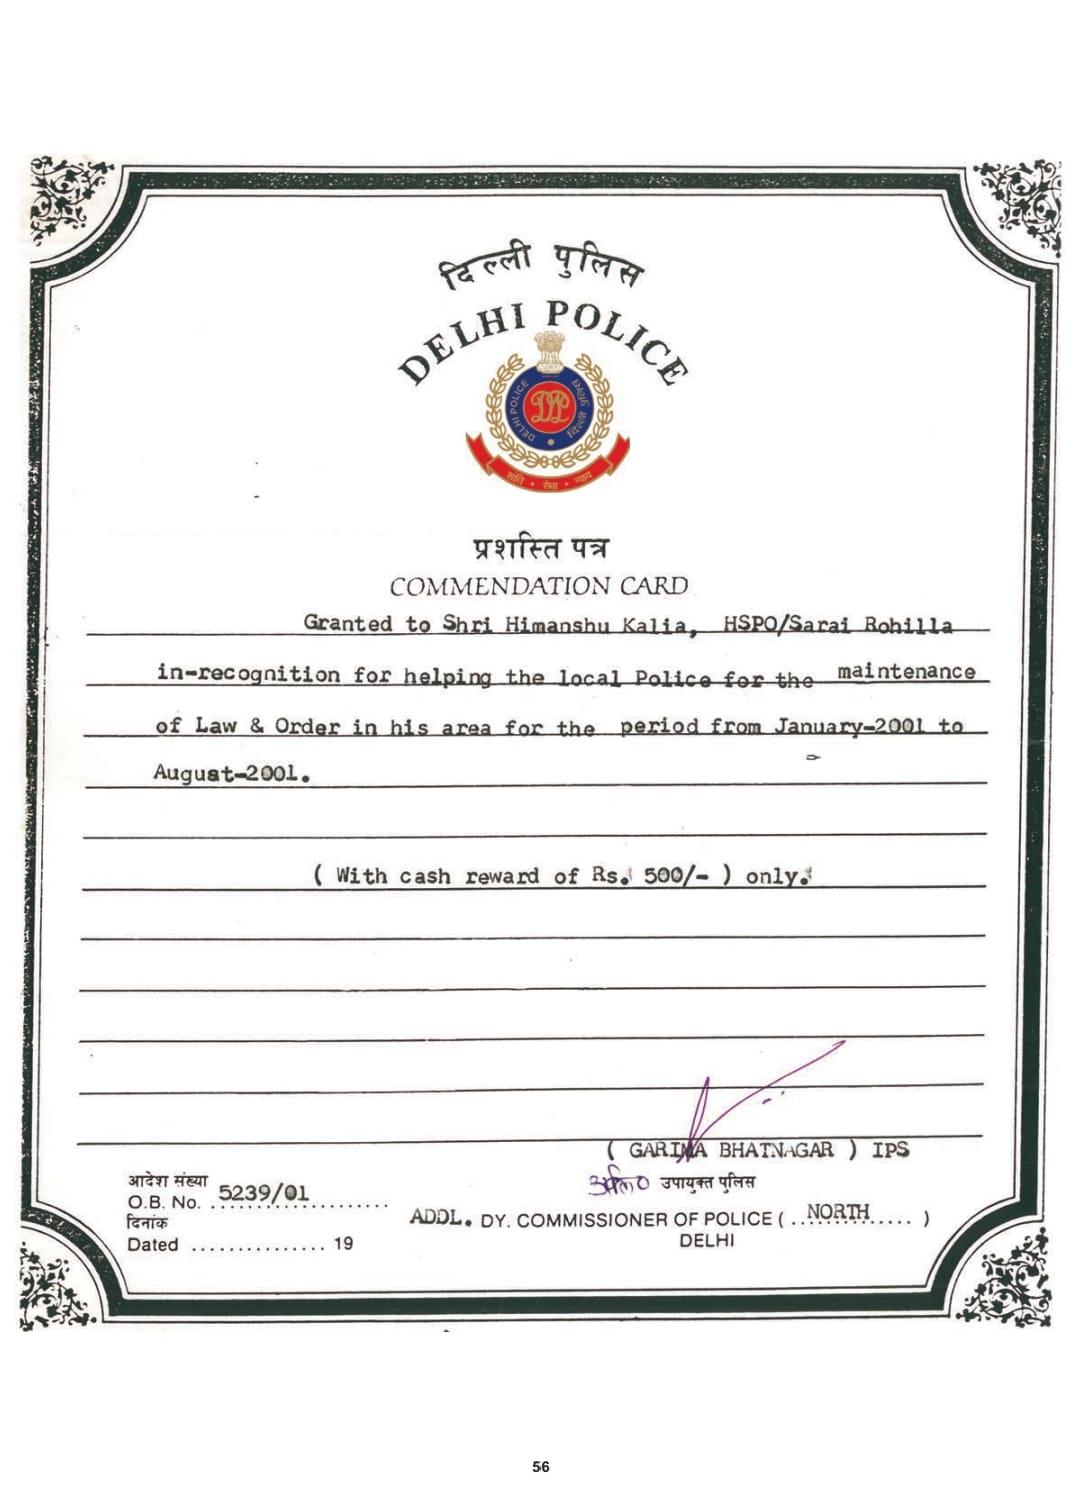 दिल्ली पुलिस
DELHI POLICE
DELHI POLICE दिल्ली पुलिस
DP
शांति • सेवा • न्याय
प्रशस्ति पत्र
COMMENDATION CARD
Granted to Shri Himanshu Kalia, HSPO/Sarai Rohilla
in-recognition for helping the local Police for the maintenance
of Law & Order in his area for the period from January-2001 to
August-2001.
( With cash reward of Rs. 500/- ) only.
( GARIMA BHATNAGAR ) IPS
उपायुक्त पुलिस
आदेश संख्या
O.B. No. 5239/01
दिनांक
Dated ............... 19
ADDL. DY. COMMISSIONER OF POLICE ( ..NORTH..... )
DELHI
56